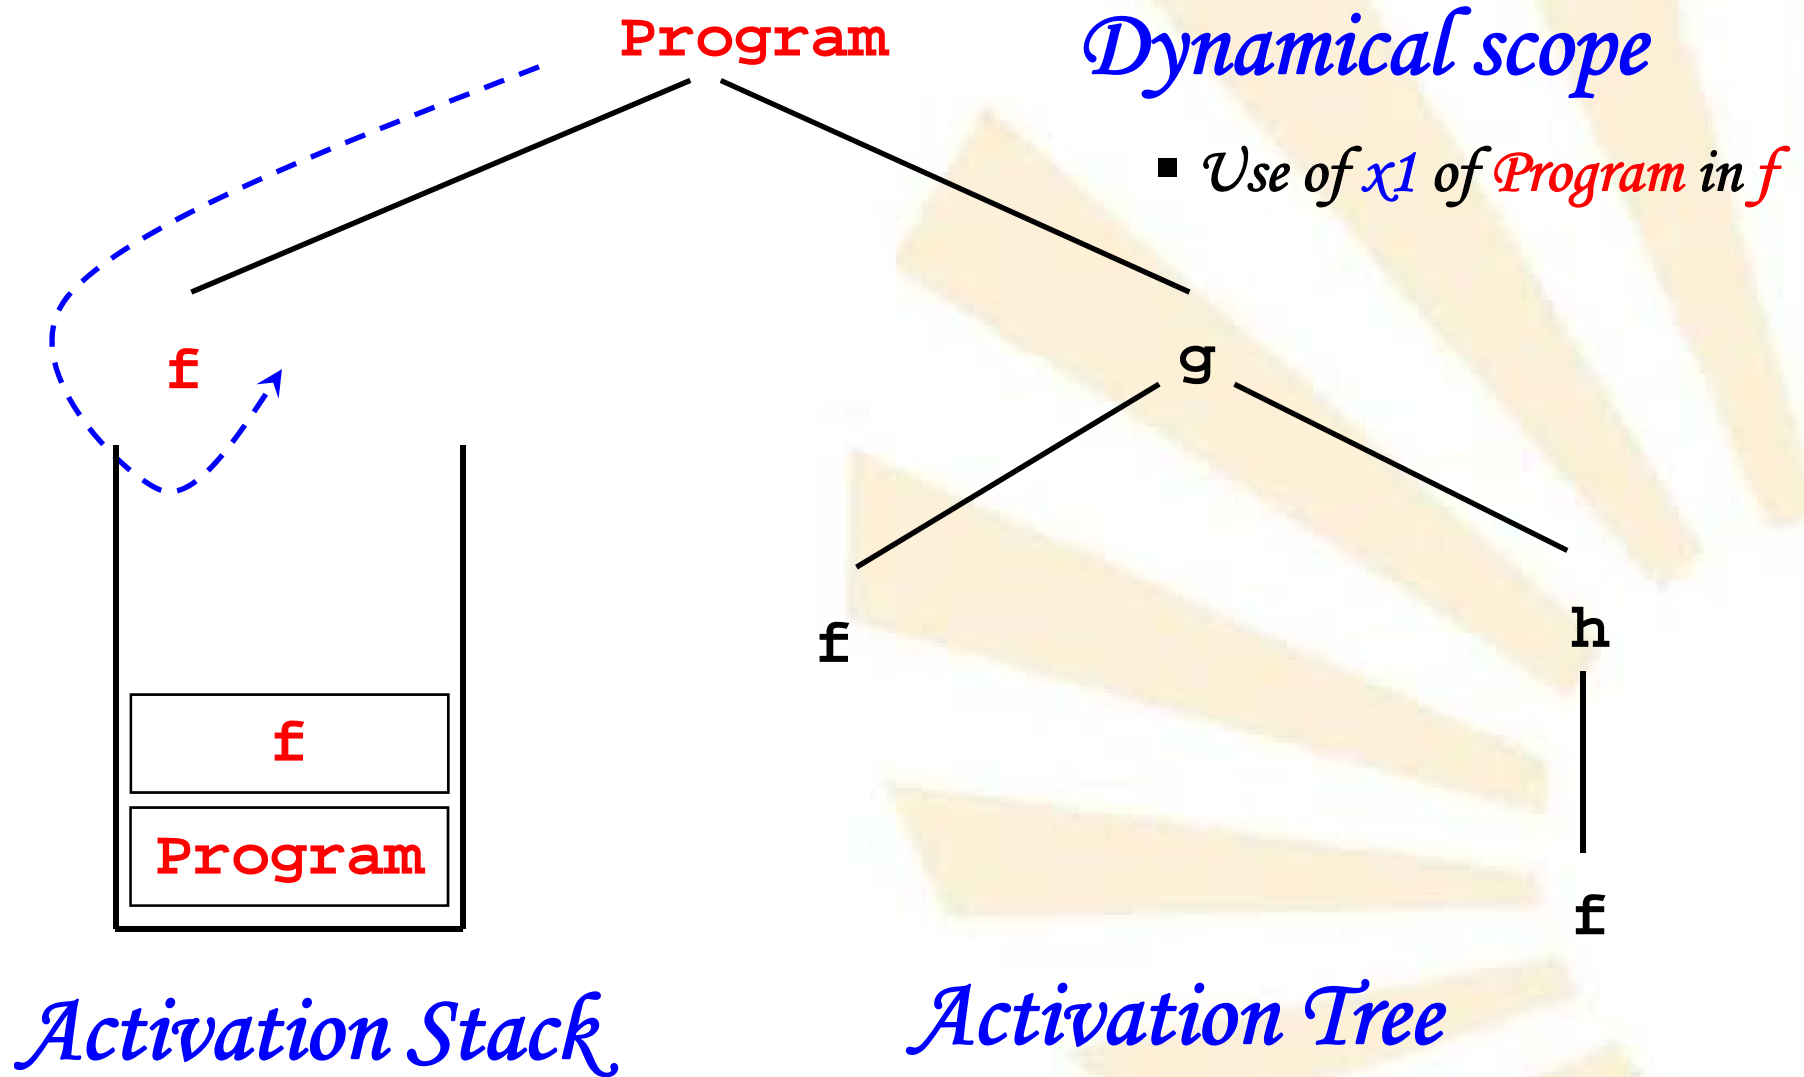 Program
Dynamical scope
Use of x1 of Program in f
f
g
f
h
f
Program
f
Activation Stack
Activation Tree